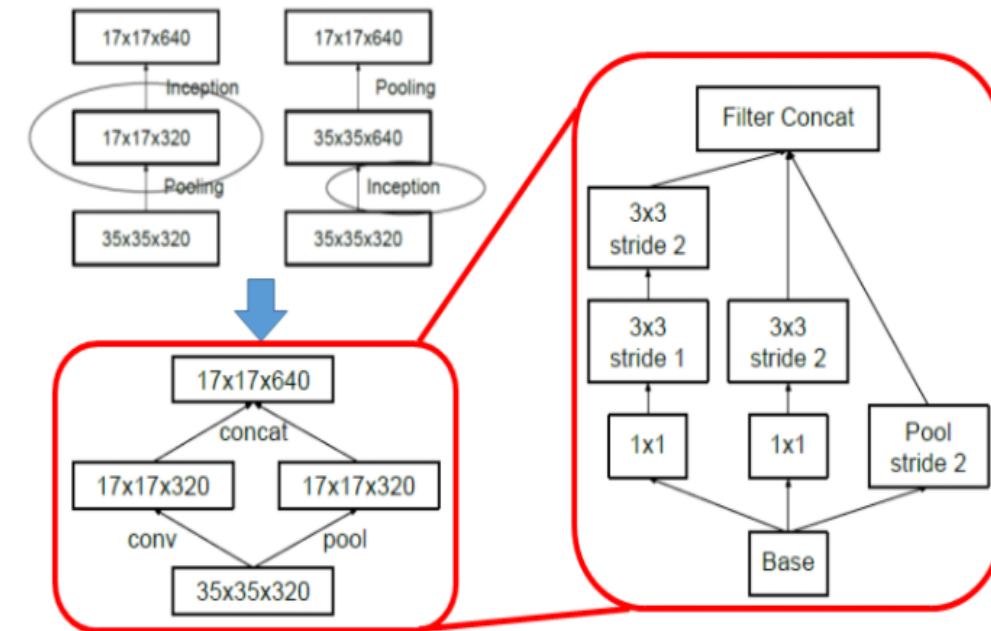 17x17x640
Inception
17x17x320
Pooling
35x35x320
17x17x640
Pooling
35x35x640
Inception
35x35x320
17x17x640
concat
17x17x320
17x17x320
conv
pool
35x35x320
Filter Concat
3x3
stride 2
3x3
stride 1
3x3
stride 2
1x1
1x1
Pool
stride 2
Base